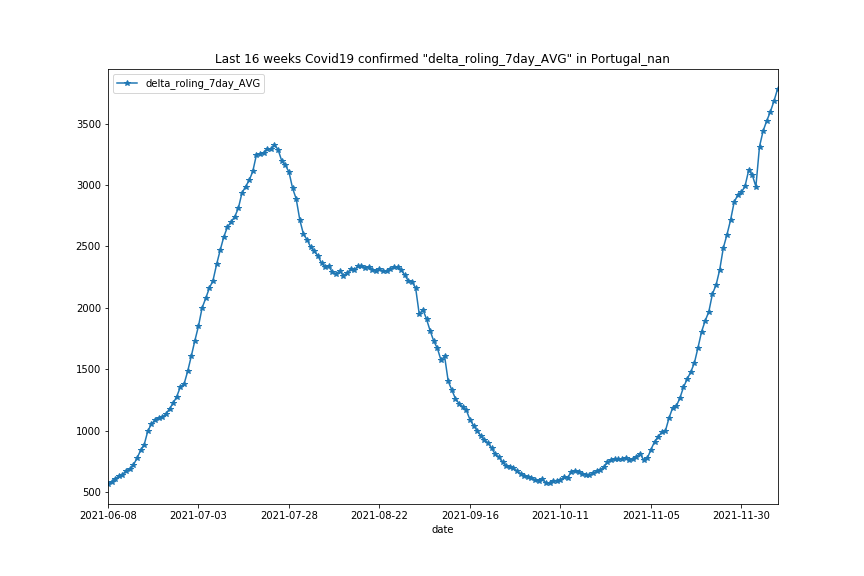 Last 16 weeks Covid19 confirmed "delta_roling_7day_AVG" in Portugal_nan
delta_roling_7day_AVG
3500
3000
2500
2000
1500
1000
500
2021-06-08 2021-07-03 2021-07-28 2021-08-22 2021-09-16 2021-10-11 2021-11-05 2021-11-30
date